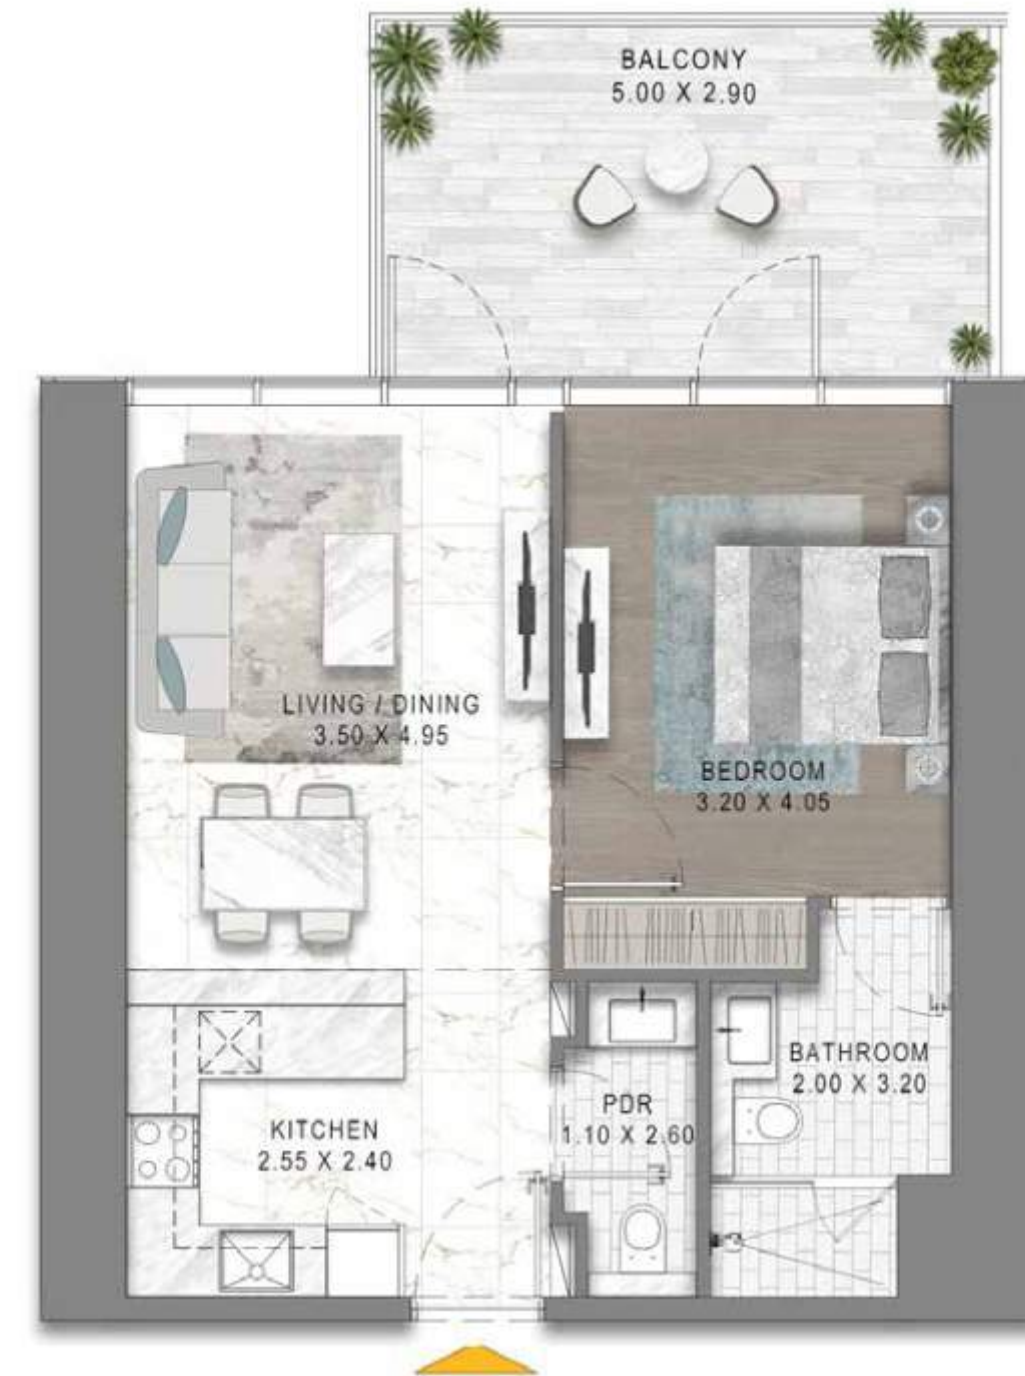 BALCONY
5.00 X 2.90
LIVING / DINING
3.50 X 4.95
BEDROOM
3.20 X 4.05
BATHROOM
2.00 X 3.20
PDR
1.10 X 2.60
KITCHEN
2.55 X 2.40